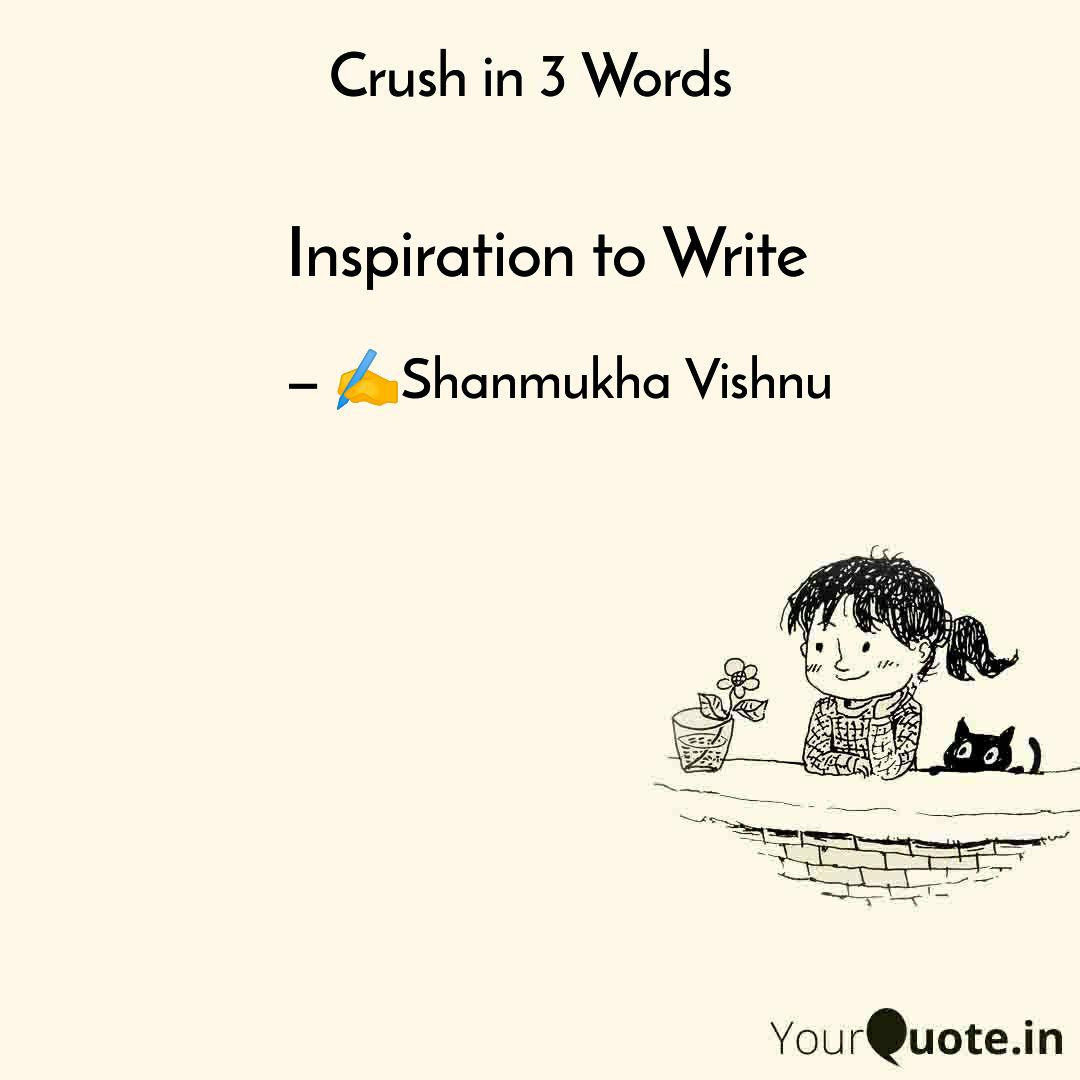 Crush in 3 Words
Inspiration to Write
– ✍️Shanmukha Vishnu
YourQuote.in